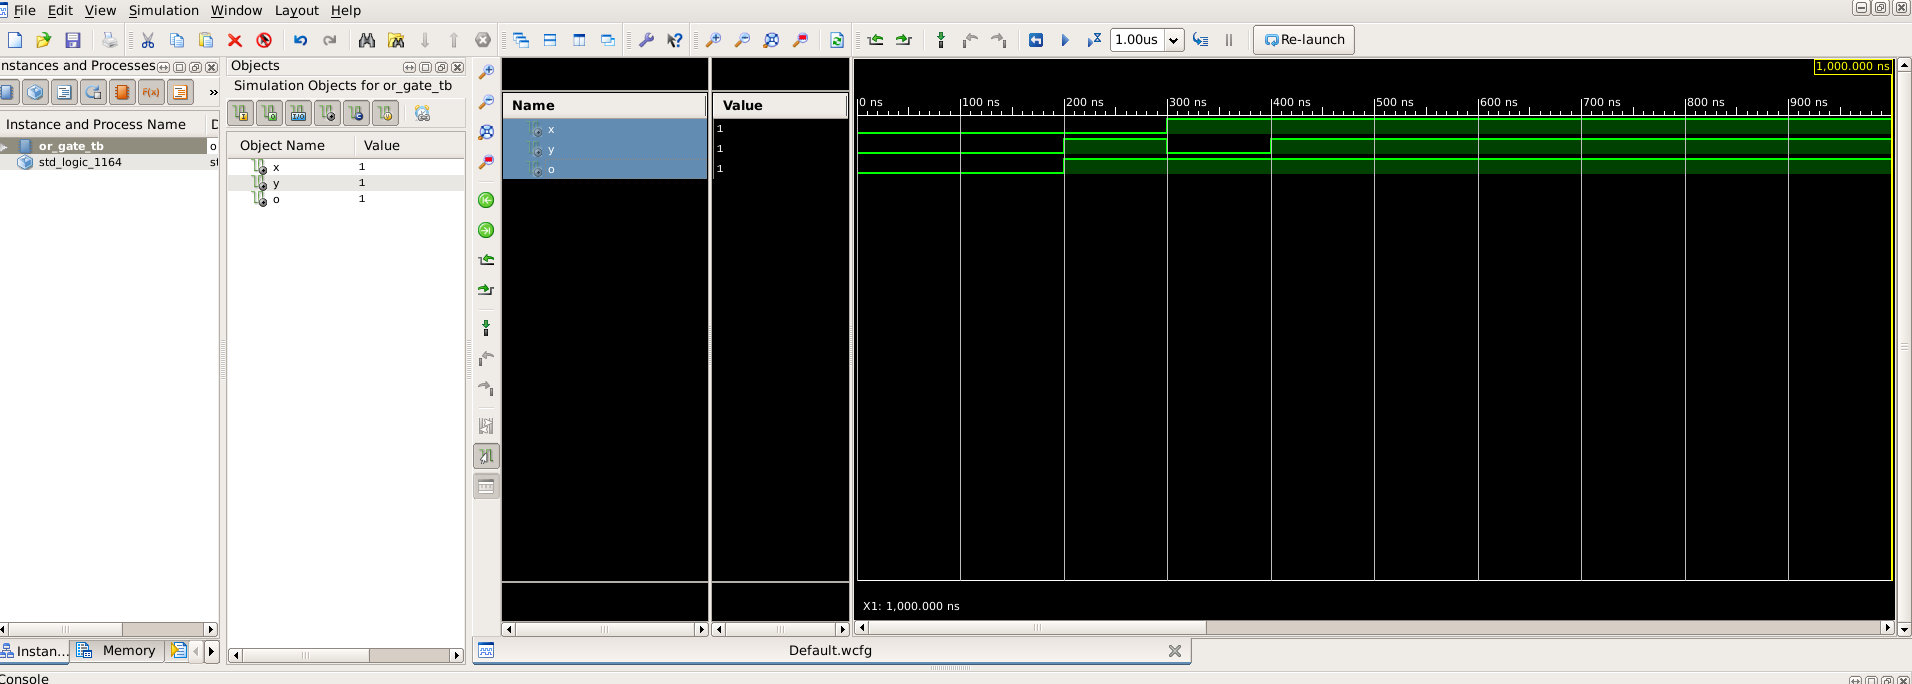 File Edit View Simulation Window Layout Help
1.00us Re-launch
nstances and Processes
F(x) »
Instance and Process Name D
or_gate_tb o
std_logic_1164 st
Instan... Memory
Objects
Simulation Objects for or_gate_tb
Object Name Value
x 1
y 1
o 1
Name Value
x 1
y 1
o 1
1,000.000 ns
0 ns 100 ns 200 ns 300 ns 400 ns 500 ns 600 ns 700 ns 800 ns 900 ns
X1: 1,000.000 ns
Default.wcfg
Console